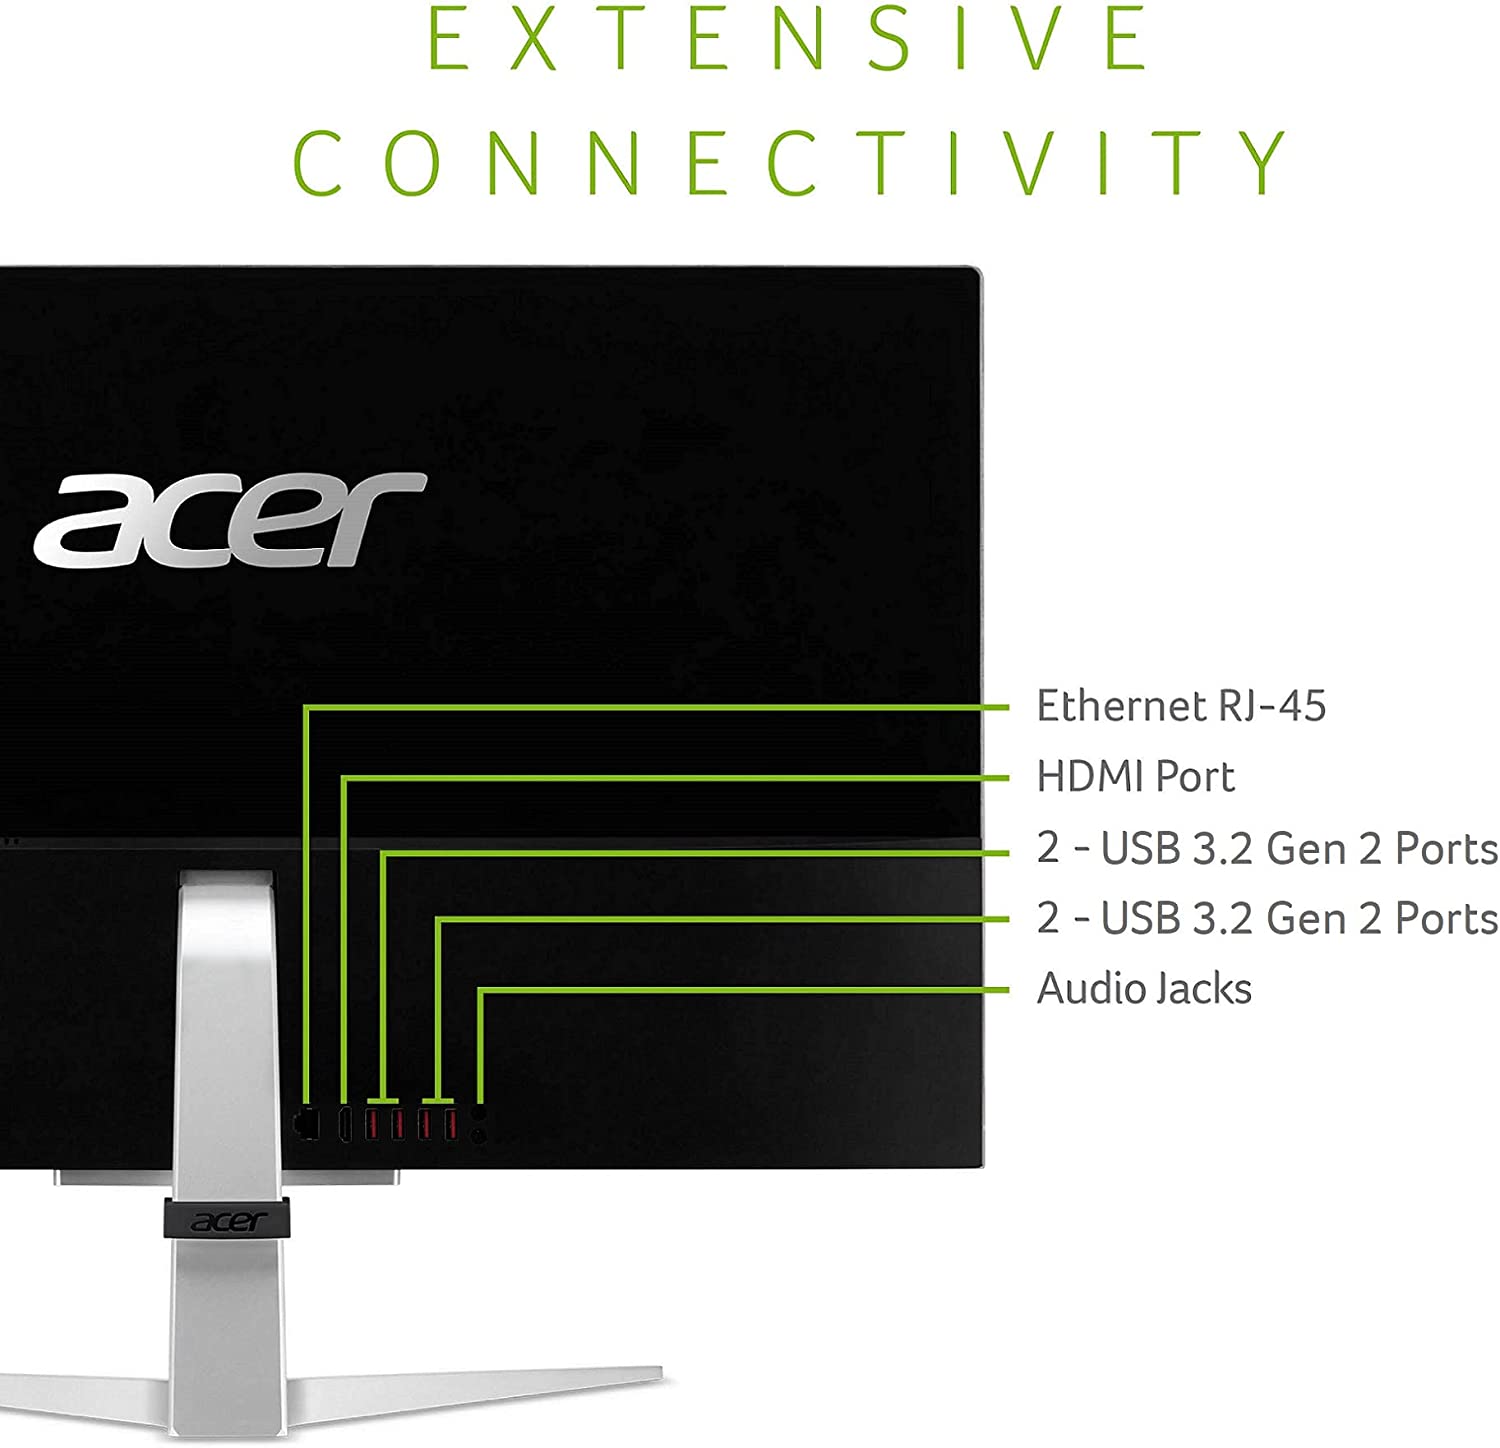 EXTENSIVE
CONNECTIVITY
acer
Ethernet RJ-45
HDMI Port
2 - USB 3.2 Gen 2 Ports
2 - USB 3.2 Gen 2 Ports
Audio Jacks
acer